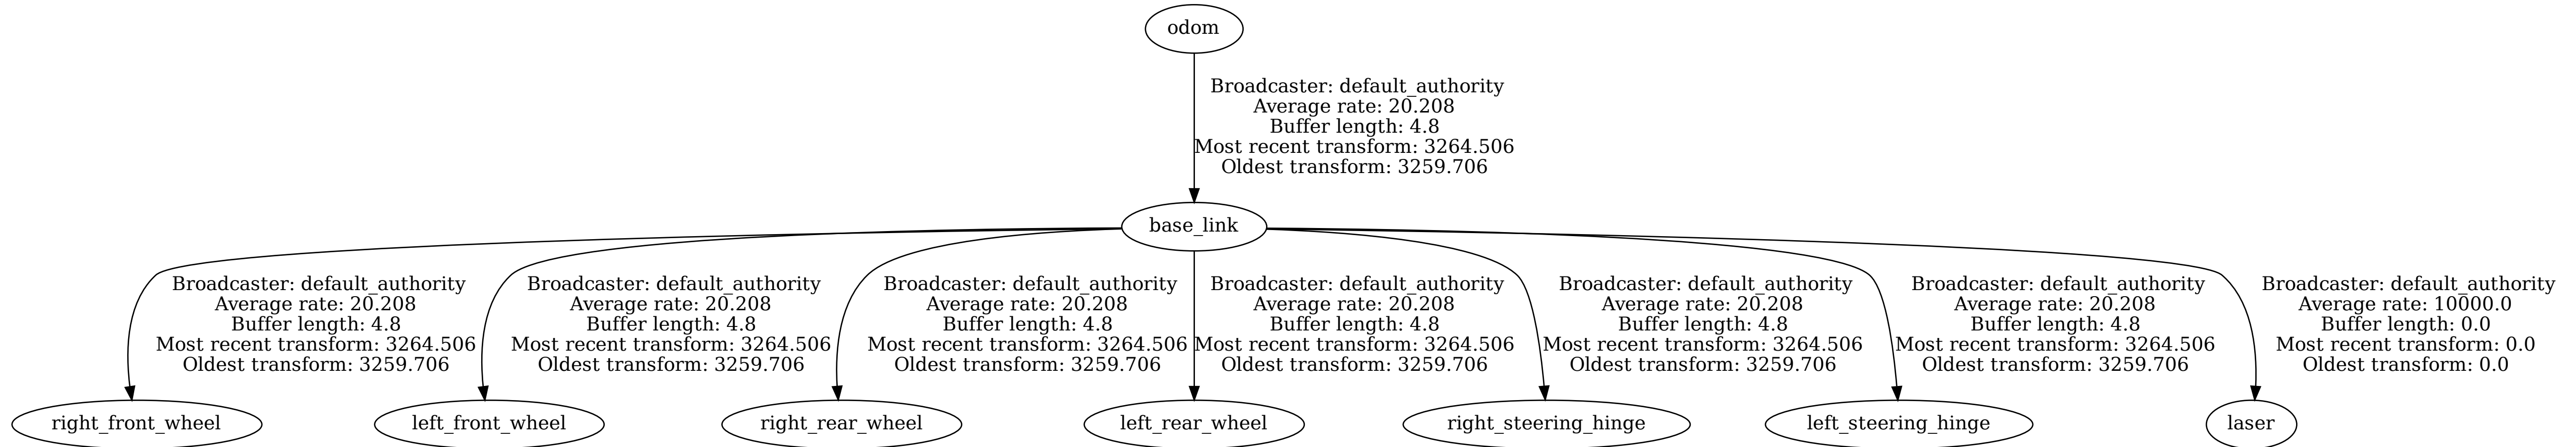 odom
Broadcaster: default_authority
Average rate: 20.208
Buffer length: 4.8
Most recent transform: 3264.506
Oldest transform: 3259.706
base_link
Broadcaster: default_authority
Average rate: 20.208
Buffer length: 4.8
Most recent transform: 3264.506
Oldest transform: 3259.706
Broadcaster: default_authority
Average rate: 20.208
Buffer length: 4.8
Most recent transform: 3264.506
Oldest transform: 3259.706
Broadcaster: default_authority
Average rate: 20.208
Buffer length: 4.8
Most recent transform: 3264.506
Oldest transform: 3259.706
Broadcaster: default_authority
Average rate: 20.208
Buffer length: 4.8
Most recent transform: 3264.506
Oldest transform: 3259.706
Broadcaster: default_authority
Average rate: 20.208
Buffer length: 4.8
Most recent transform: 3264.506
Oldest transform: 3259.706
Broadcaster: default_authority
Average rate: 20.208
Buffer length: 4.8
Most recent transform: 3264.506
Oldest transform: 3259.706
Broadcaster: default_authority
Average rate: 10000.0
Buffer length: 0.0
Most recent transform: 0.0
Oldest transform: 0.0
right_front_wheel
left_front_wheel
right_rear_wheel
left_rear_wheel
right_steering_hinge
left_steering_hinge
laser